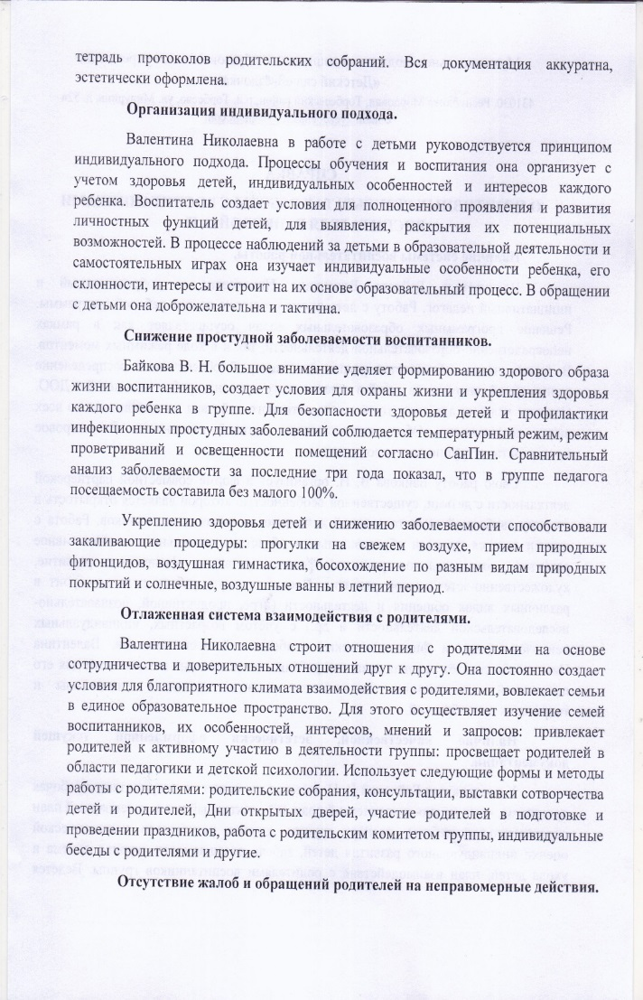 тетрадь протоколов родительских собраний. Вся документация аккуратна,
эстетически оформлена.
Организация индивидуального подхода.
Валентина Николаевна в работе с детьми руководствуется принципом
индивидуального подхода. Процессы обучения и воспитания она организует с
учетом здоровья детей, индивидуальных особенностей и интересов каждого
ребенка. Воспитатель создает условия для полноценного проявления и развития
личностных функций детей, для выявления, раскрытия их потенциальных
возможностей. В процессе наблюдений за детьми в образовательной деятельности и
самостоятельных играх она изучает индивидуальные особенности ребенка, его
склонности, интересы и строит на их основе образовательный процесс. В обращении
с детьми она доброжелательна и тактична.
Снижение простудной заболеваемости воспитанников.
Байкова В. Н. большое внимание уделяет формированию здорового образа
жизни воспитанников, создает условия для охраны жизни и укрепления здоровья
каждого ребенка в группе. Для безопасности здоровья детей и профилактики
инфекционных простудных заболеваний соблюдается температурный режим, режим
проветриваний и освещенности помещений согласно СанПин. Сравнительный
анализ заболеваемости за последние три года показал, что в группе педагога
посещаемость составила без малого 100%.
Укреплению здоровья детей и снижению заболеваемости способствовали
закаливающие процедуры: прогулки на свежем воздухе, прием природных
фитонцидов, воздушная гимнастика, босохождение по разным видам природных
покрытий и солнечные, воздушные ванны в летний период.
Отлаженная система взаимодействия с родителями.
Валентина Николаевна строит отношения с родителями на основе
сотрудничества и доверительных отношений друг к другу. Она постоянно создает
условия для благоприятного климата взаимодействия с родителями, вовлекает семьи
в единое образовательное пространство. Для этого осуществляет изучение семей
воспитанников, их особенностей, интересов, мнений и запросов: привлекает
родителей к активному участию в деятельности группы: просвещает родителей в
области педагогики и детской психологии. Использует следующие формы и методы
работы с родителями: родительские собрания, консультации, выставки сотворчества
детей и родителей, Дни открытых дверей, участие родителей в подготовке и
проведении праздников, работа с родительским комитетом группы, индивидуальные
беседы с родителями и другие.
Отсутствие жалоб и обращений родителей на неправомерные действия.